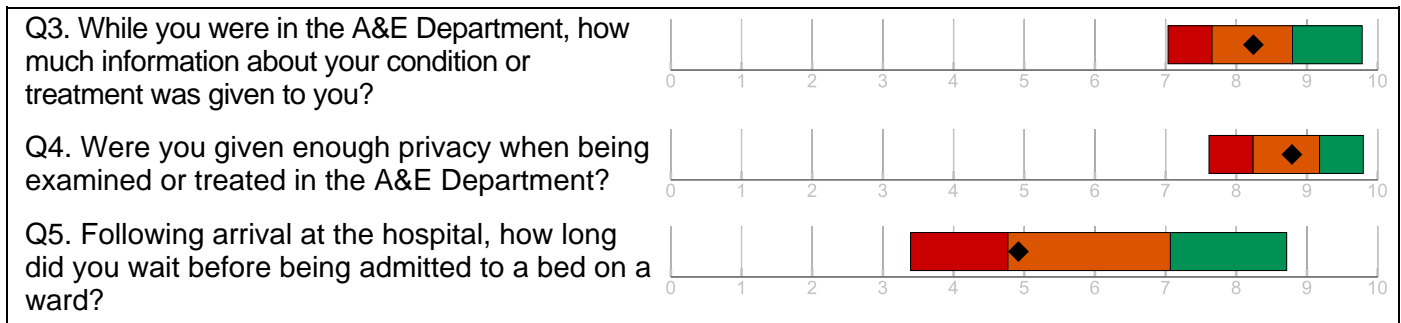 Q3. While you were in the A&E Department, how
much information about your condition or
treatment was given to you?
0 1 2 3 4 5 6 7 8 9 10
Q4. Were you given enough privacy when being
examined or treated in the A&E Department?
0 1 2 3 4 5 6 7 8 9 10
Q5. Following arrival at the hospital, how long
did you wait before being admitted to a bed on a
ward?
0 1 2 3 4 5 6 7 8 9 10